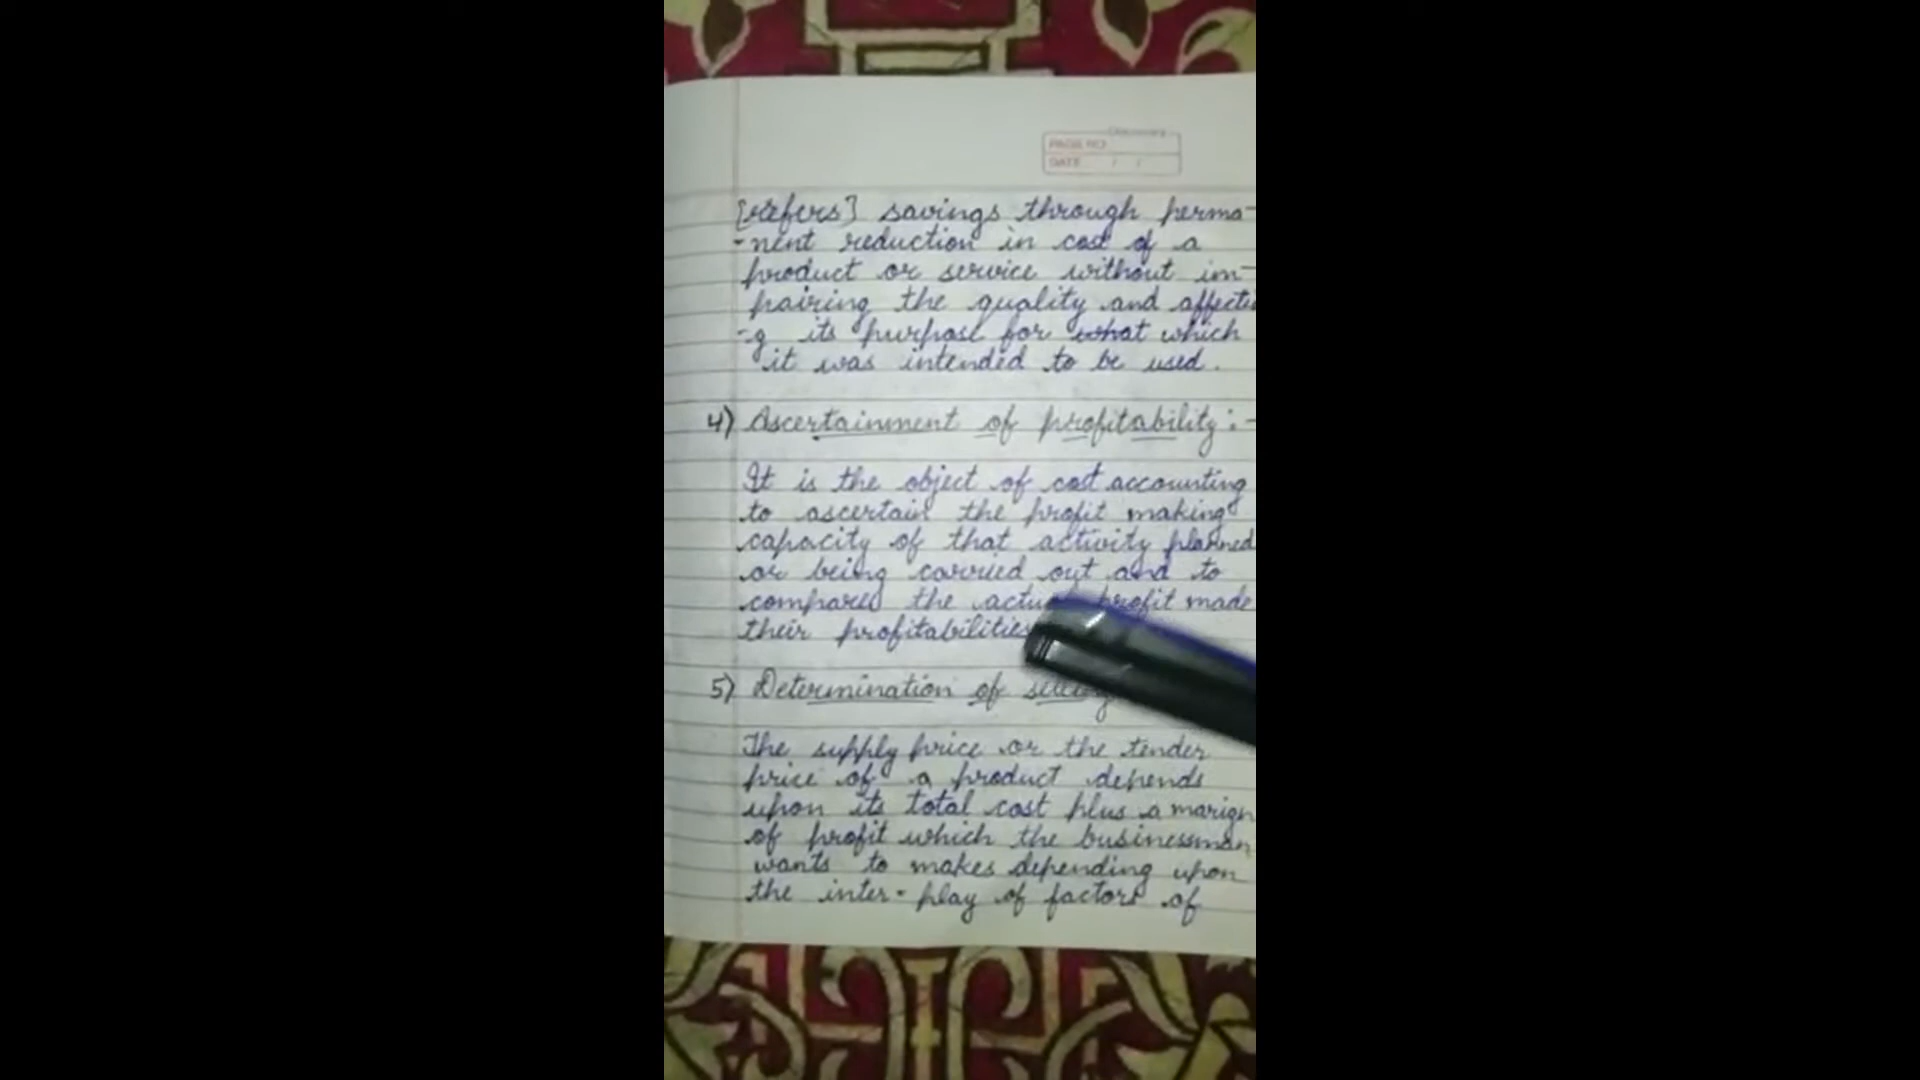 PAGE NO
DATE / /
[refers] savings through perma-
-nent reduction in cost of a
product or service without im-
pairing the quality and affectin
-g its purpose for what which
it was intended to be used.
4) Ascertainment of profitability:-
It is the object of cost accounting
to ascertain the profit making
capacity of that activity planned
or being carried out and to
compared the actual profit made
their profitabilities
5) Determination of selling
The supply price or the tender
price of a product depends
upon its total cost plus a marign
of profit which the businessman
wants to makes depending upon
the inter-play of factors of